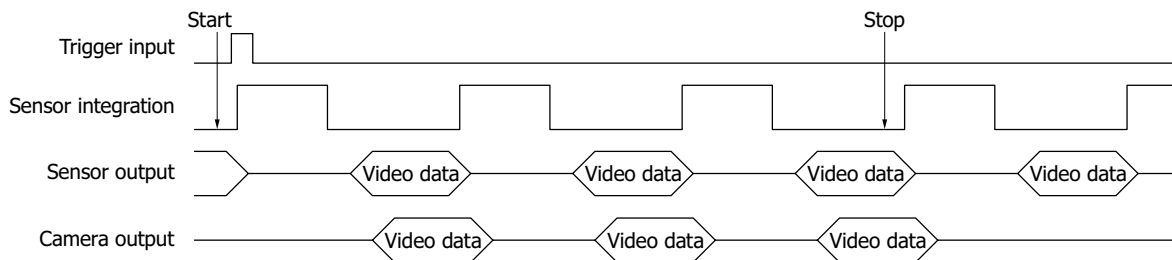 Start
Stop
Trigger input
Sensor integration
Sensor output
Video data
Video data
Video data
Video data
Camera output
Video data
Video data
Video data